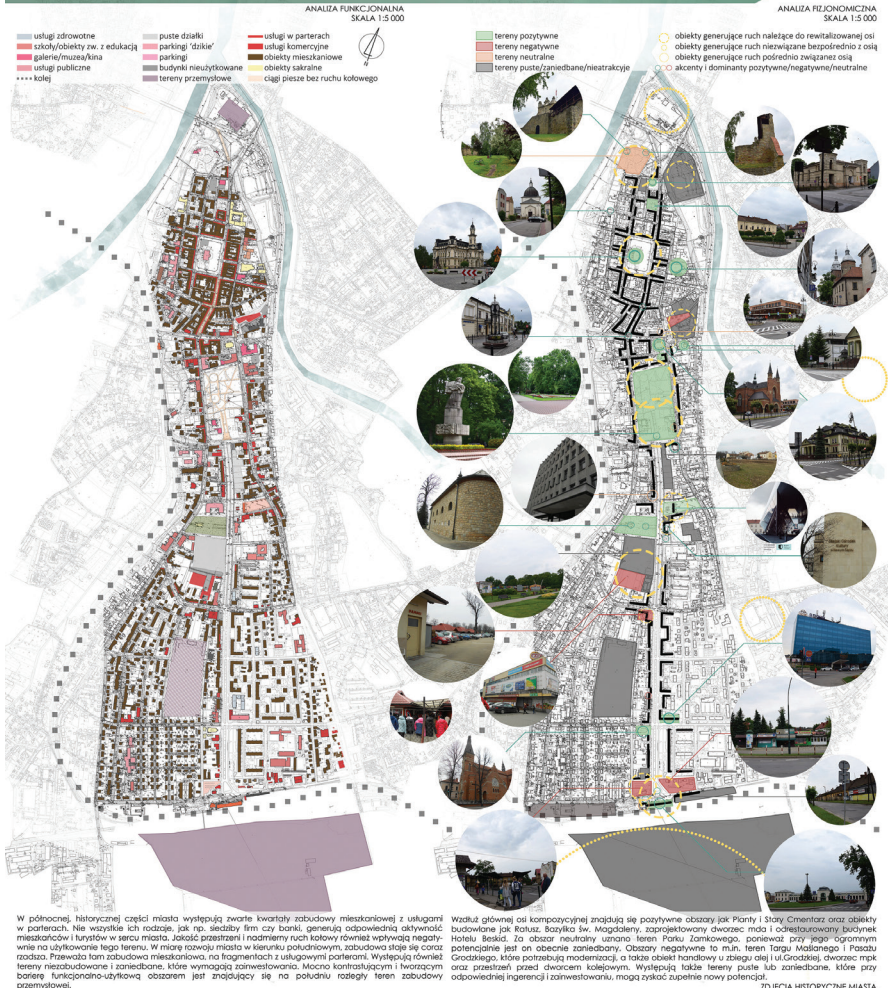 ANALIZA FUNKCJONALNA
SKALA 1:5 000
usługi zdrowotne
szkoły/obiekty zw. z edukacją
galerie/muzea/kina
usługi publiczne
kolej
puste działki
parkingi 'dzikie'
parkingi
budynki nieużytkowane
tereny przemysłowe
usługi w parterach
usługi komercyjne
obiekty mieszkaniowe
obiekty sakralne
ciągi piesze bez ruchu kołowego
ANALIZA FIZJONOMICZNA
SKALA 1:5 000
tereny pozytywne
tereny negatywne
tereny neutralne
tereny puste/zaniedbane/nieatrakcyje
obiekty generujące ruch należące do rewitalizowanej osi
obiekty generujące ruch niezwiązane bezpośrednio z osią
obiekty generujące ruch pośrednio związanez osią
akcenty i dominanty pozytywne/negatywne/neutralne
W północnej, historycznej części miasta występują zwarte kwartały zabudowy mieszkaniowej z usługami
w parterach. Nie wszystkie ich rodzaje, jak np. siedziby firm czy banki, generują odpowiednią aktywność
mieszkańców i turystów w sercu miasta. Jakość przestrzeni i nadmierny ruch kołowy również wpływają negaty-
wnie na użytkowanie tego terenu. W miarę rozwoju miasta w kierunku południowym, zabudowa staje się coraz
rzadsza. Przeważa tam zabudowa mieszkaniowa, na fragmentach z usługowymi parterami. Występują również
tereny niezabudowane i zaniedbane, które wymagają zainwestowania. Mocno kontrastującym i tworzącym
barierę funkcjonalno-użytkową obszarem jest znajdujący się na południu rozległy teren zabudowy
przemysłowej.
Wzdłuż głównej osi kompozycyjnej znajdują się pozytywne obszary jak Planty i Stary Cmentarz oraz obiekty
budowlane jak Ratusz, Bazylika św. Magdaleny, zaprojektowany dworzec mda i odrestaurowany budynek
Hotelu Beskid. Za obszar neutralny uznano teren Parku Zamkowego, ponieważ przy jego ogromnym
potencjalnie jest on obecnie zaniedbany. Obszary negatywne to m.in. teren Targu Maślanego i Pasażu
Grodzkiego, które potrzebują modernizacji, a także obiekt handlowy u zbiegu alej i ul.Grodzkiej, dworzec mpk
oraz przestrzeń przed dworcem kolejowym. Występują także tereny puste lub zaniedbane, które przy
odpowiedniej ingerencji i zainwestowaniu, mogą zyskać zupełnie nowy potencjał.
ZDJĘCIA HISTORYCZNE MIASTA